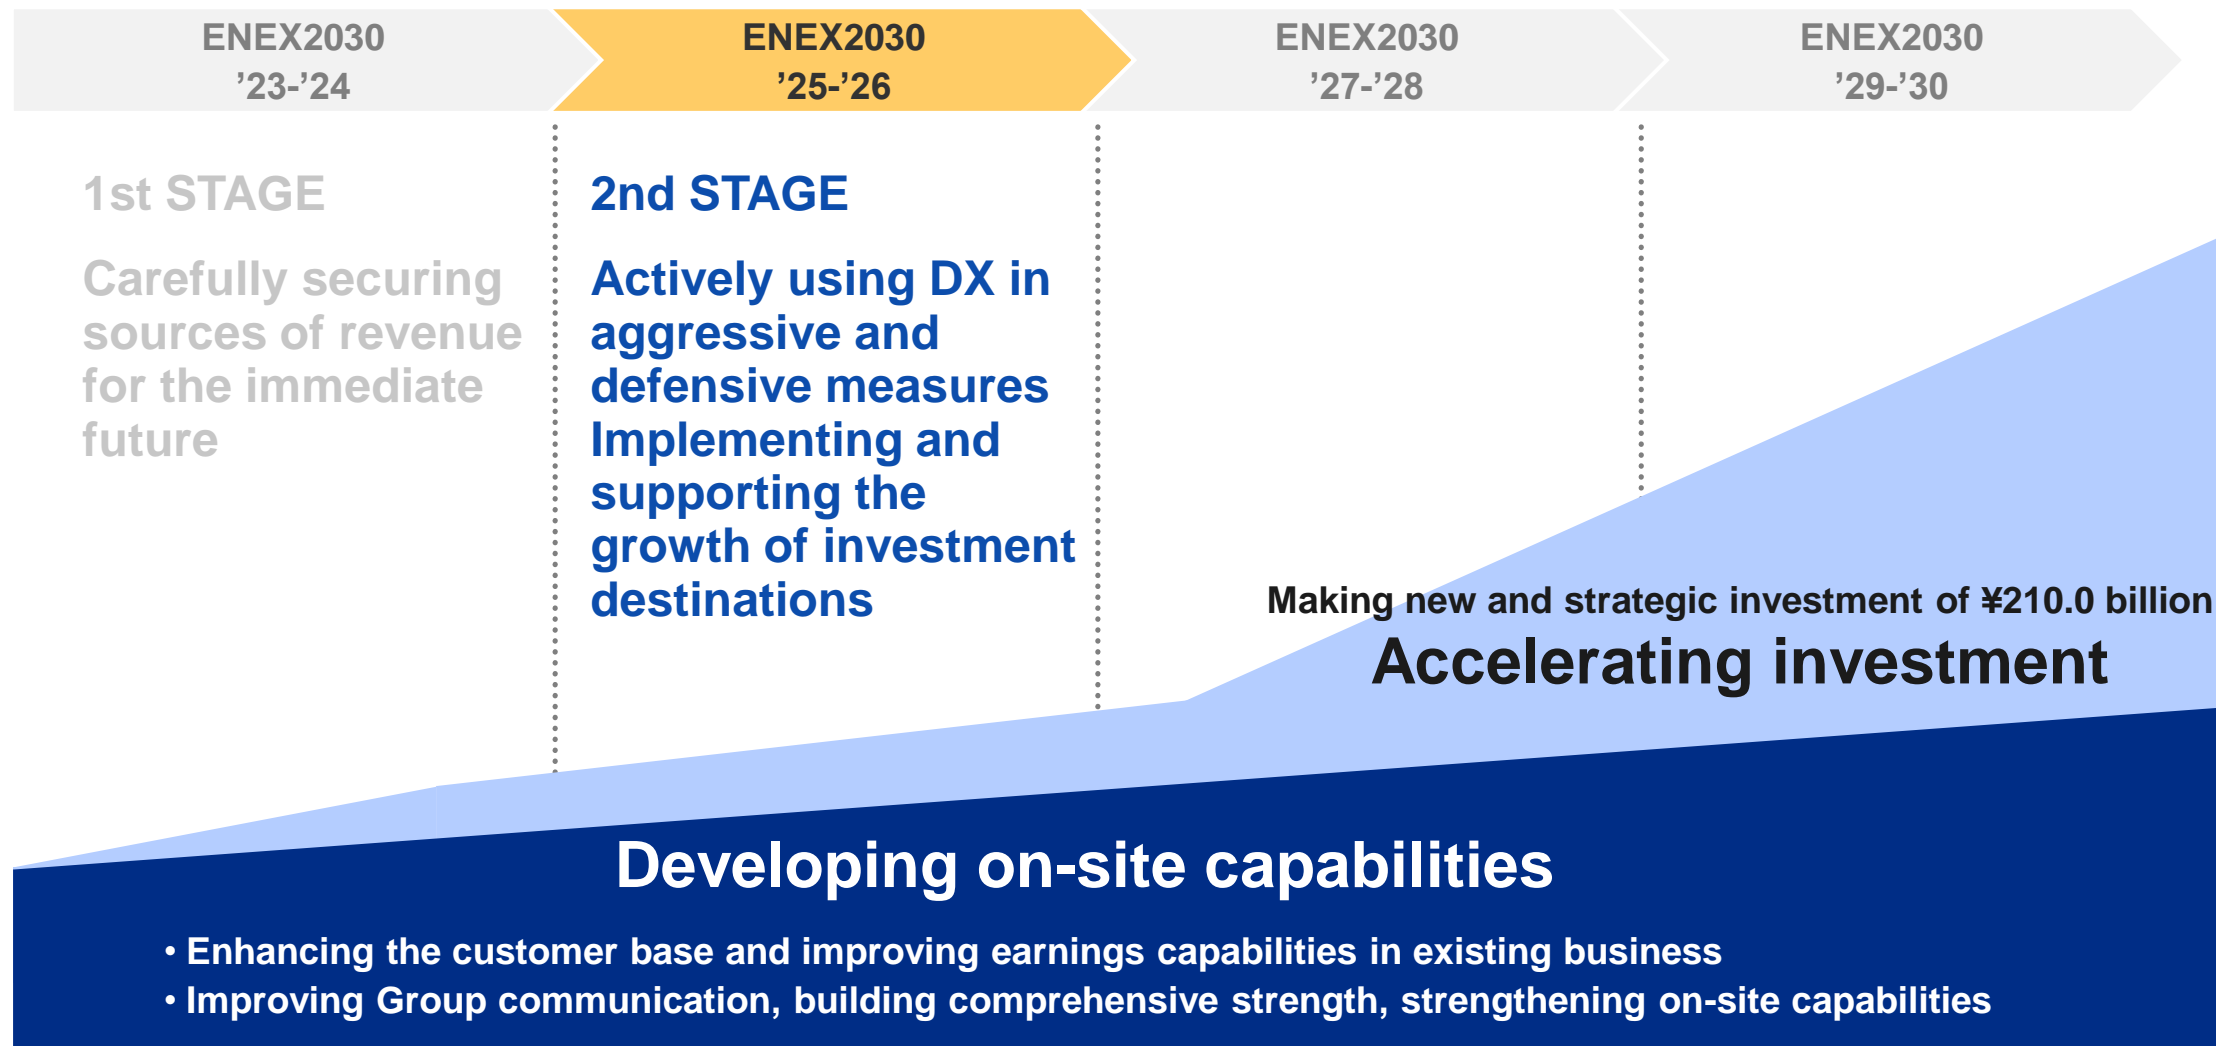 ENEX2030
’23-’24
ENEX2030
’25-’26
ENEX2030
’27-’28
ENEX2030
’29-’30
1st STAGE
Carefully securing
sources of revenue
for the immediate
future
2nd STAGE
Actively using DX in
aggressive and
defensive measures
Implementing and
supporting the
growth of investment
destinations
Making new and strategic investment of ¥210.0 billion
Accelerating investment
Developing on-site capabilities
• Enhancing the customer base and improving earnings capabilities in existing business
• Improving Group communication, building comprehensive strength, strengthening on-site capabilities